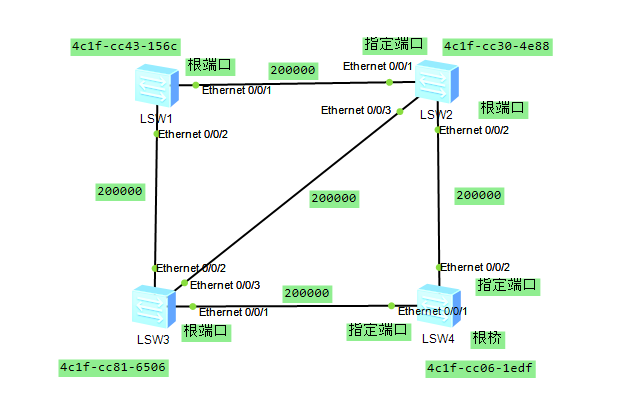 4c1f-cc43-156c
指定端口
4c1f-cc30-4e88
根端口
200000
Ethernet 0/0/1
Ethernet 0/0/1
LSW1
Ethernet 0/0/3
LSW2
根端口
Ethernet 0/0/2
Ethernet 0/0/2
200000
200000
200000
Ethernet 0/0/2
Ethernet 0/0/2
Ethernet 0/0/3
指定端口
200000
Ethernet 0/0/1
Ethernet 0/0/1
LSW3
根端口
指定端口
LSW4
根桥
4c1f-cc81-6506
4c1f-cc06-1edf